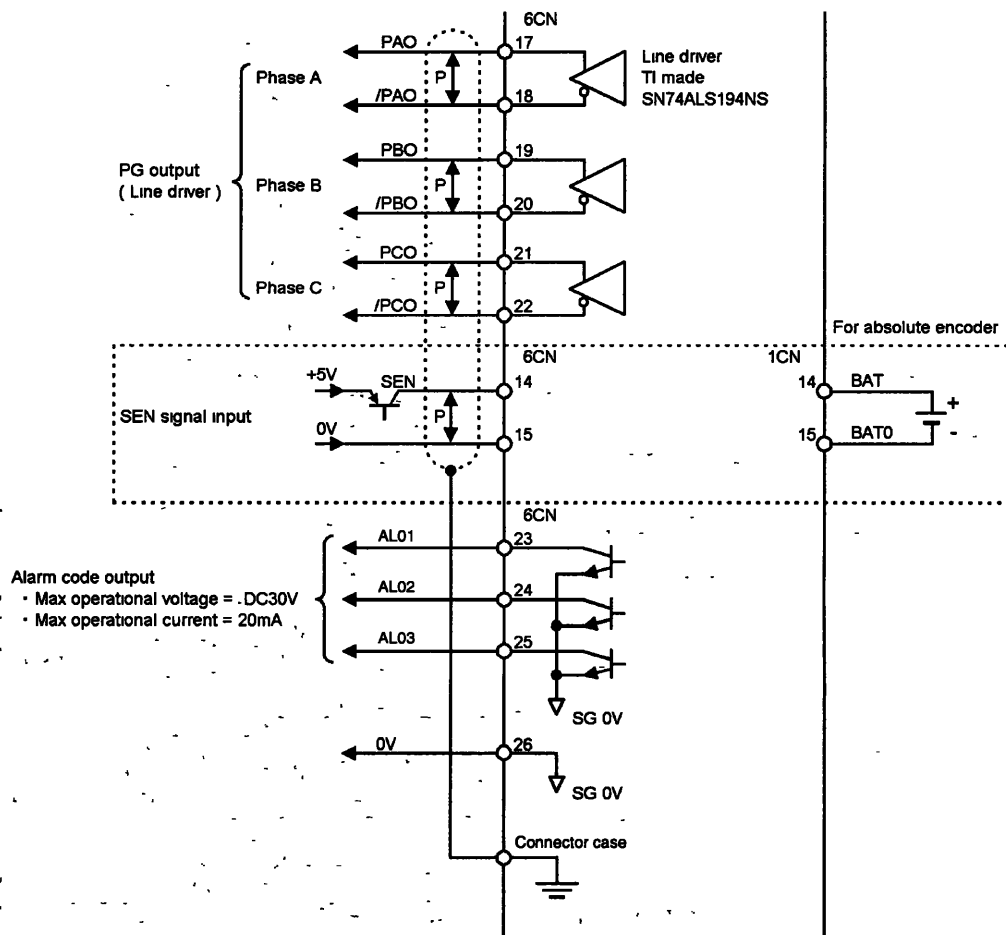 6CN
PAO
17
Line driver
TI made
SN74ALS194NS
Phase A
P
/PAO
18
PBO
19
PG output
( Line driver )
Phase B
P
/PBO
20
PCO
21
Phase C
P
/PCO
22
For absolute encoder
6CN
1CN
+5V
SEN
14
14
BAT
+
SEN signal input
P
0V
15
15
BAT0
-
6CN
AL01
23
Alarm code output
・Max operational voltage = .DC30V
・Max operational current = 20mA
AL02
24
AL03
25
SG 0V
0V
26
SG 0V
Connector case